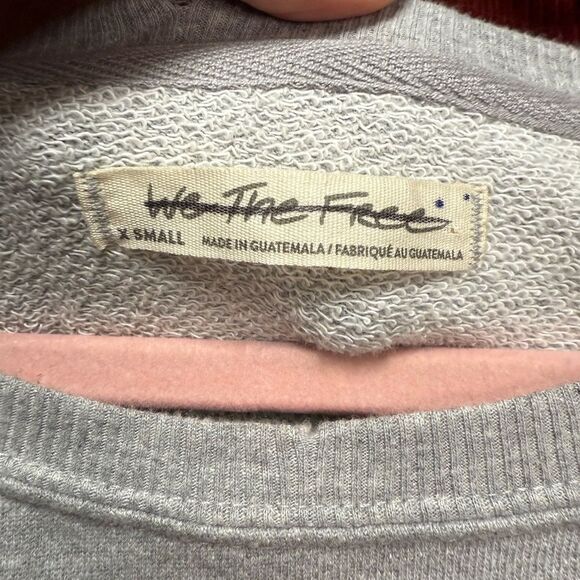 We The Free
X SMALL MADE IN GUATEMALA / FABRIQUÉ AU GUATEMALA